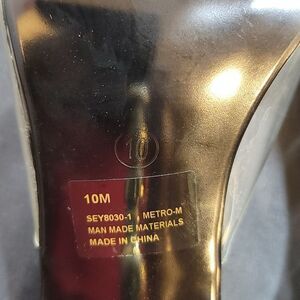 10
10M
SEY8030-1 METRO-M
MAN MADE MATERIALS
MADE IN CHINA